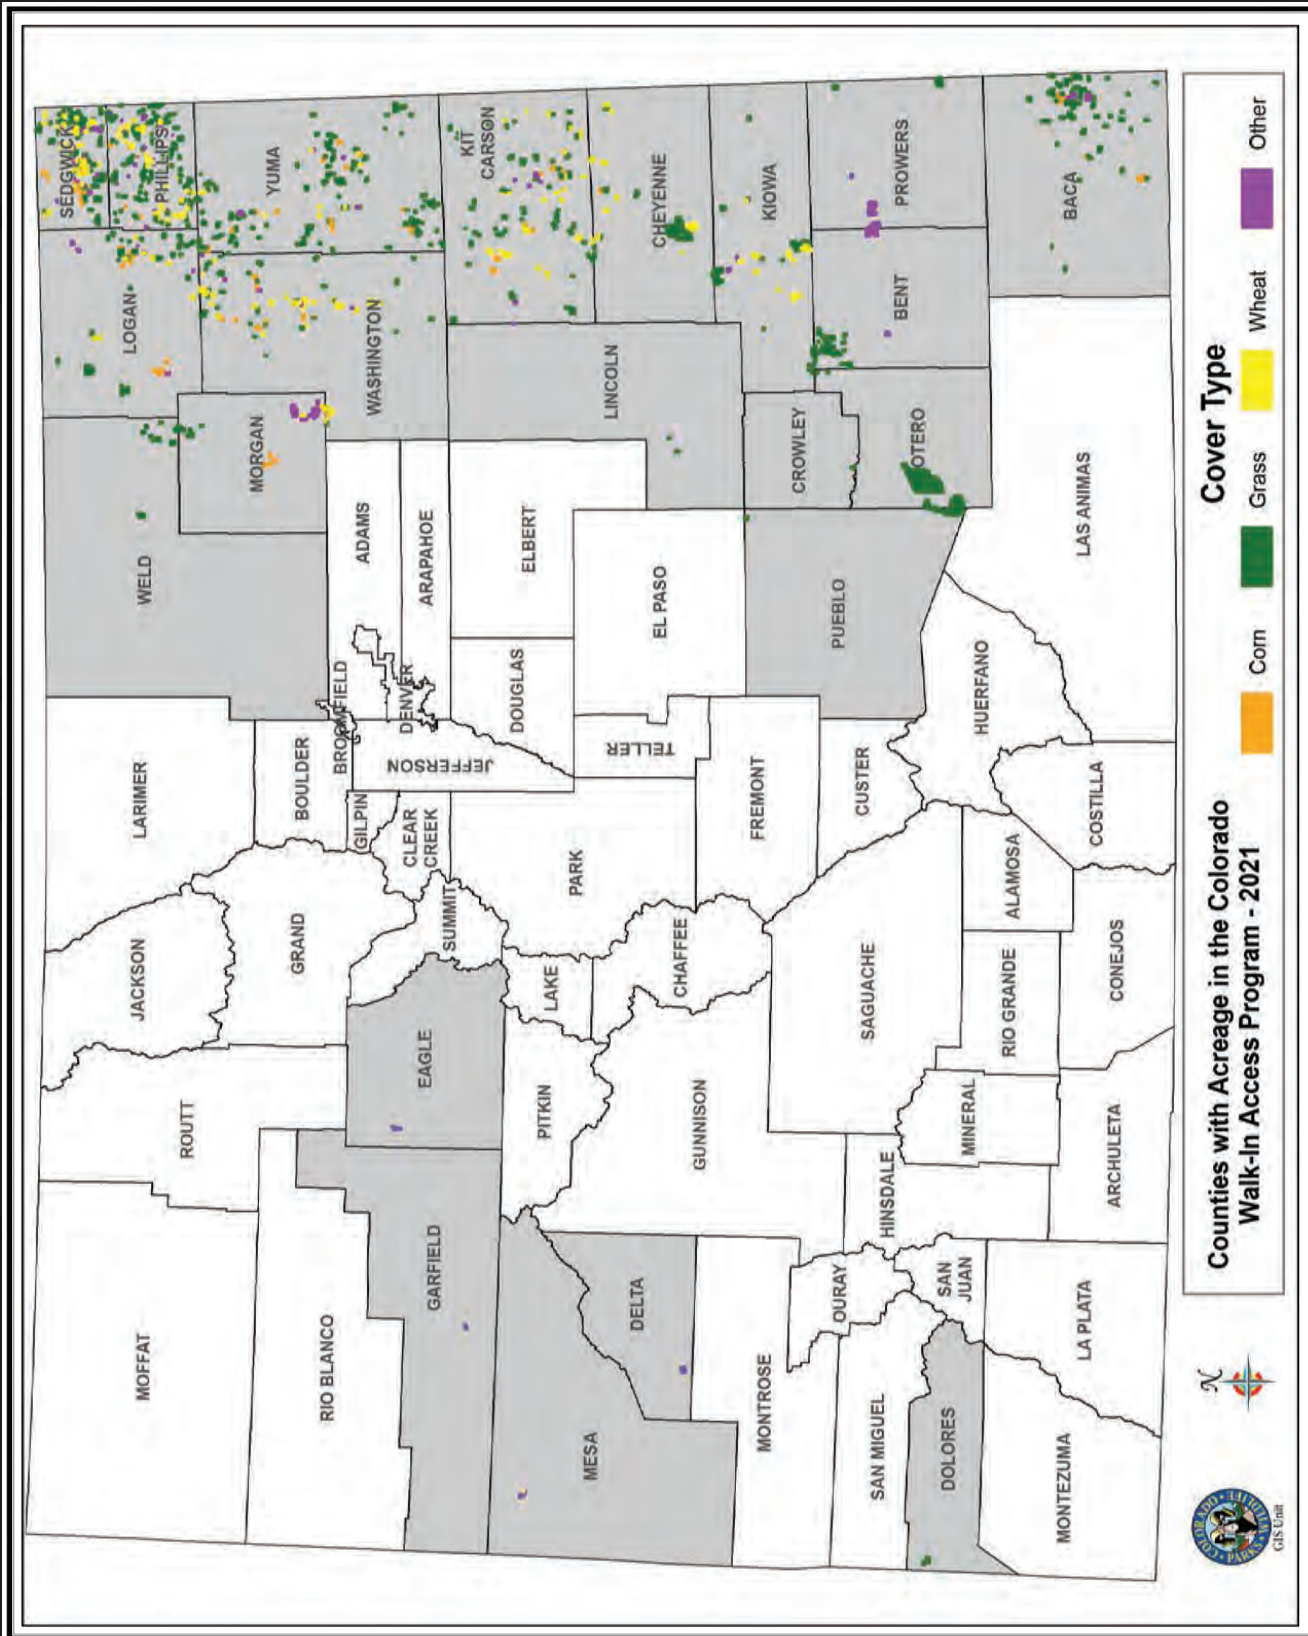 MOFFAT
ROUTT
JACKSON
LARIMER
WELD
LOGAN
SEDGWICK
PHILLIPS
MORGAN
YUMA
WASHINGTON
RIO BLANCO
GRAND
BOULDER
BROOMFIELD
GILPIN
ADAMS
GARFIELD
EAGLE
SUMMIT
CLEAR
CREEK
JEFFERSON
DENVER
ARAPAHOE
KIT
CARSON
MESA
PITKIN
LAKE
PARK
DOUGLAS
ELBERT
LINCOLN
CHEYENNE
DELTA
GUNNISON
CHAFFEE
TELLER
EL PASO
KIOWA
MONTROSE
FREMONT
CROWLEY
OURAY
HINSDALE
SAGUACHE
CUSTER
PUEBLO
OTERO
BENT
PROWERS
SAN MIGUEL
DOLORES
SAN
JUAN
MINERAL
RIO GRANDE
ALAMOSA
HUERFANO
LAS ANIMAS
BACA
MONTEZUMA
LA PLATA
ARCHULETA
CONEJOS
COSTILLA
COLORADO
PARKS
WILDLIFE
GIS Unit
N
Counties with Acreage in the Colorado
Walk-In Access Program - 2021
Cover Type
Corn Grass Wheat Other